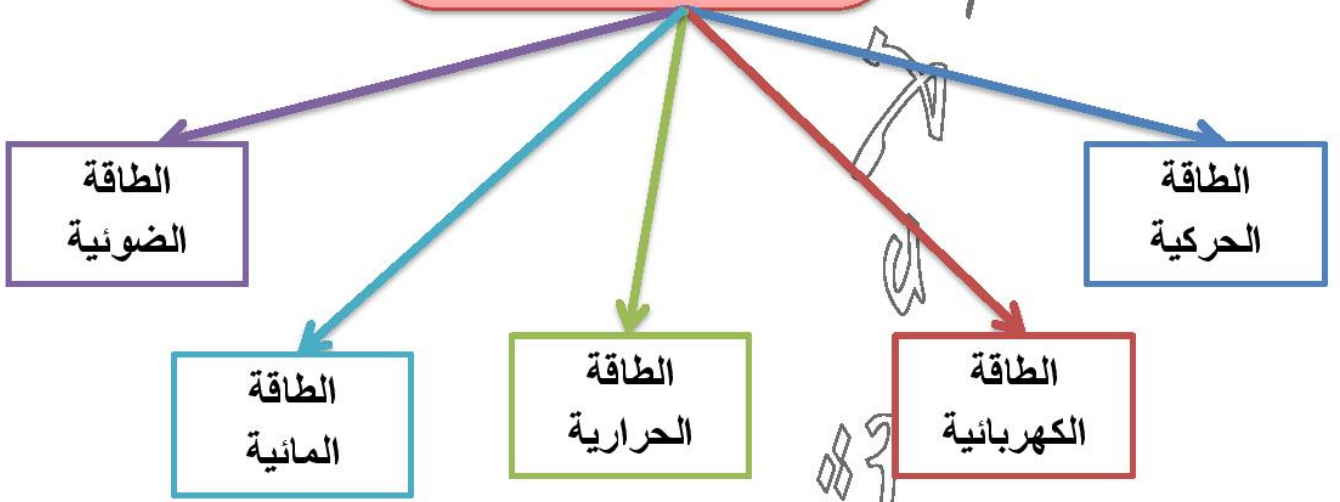 الطاقة
الحركية
الطاقة
الضوئية
الطاقة
الكهربائية
الطاقة
الحرارية
الطاقة
المائية